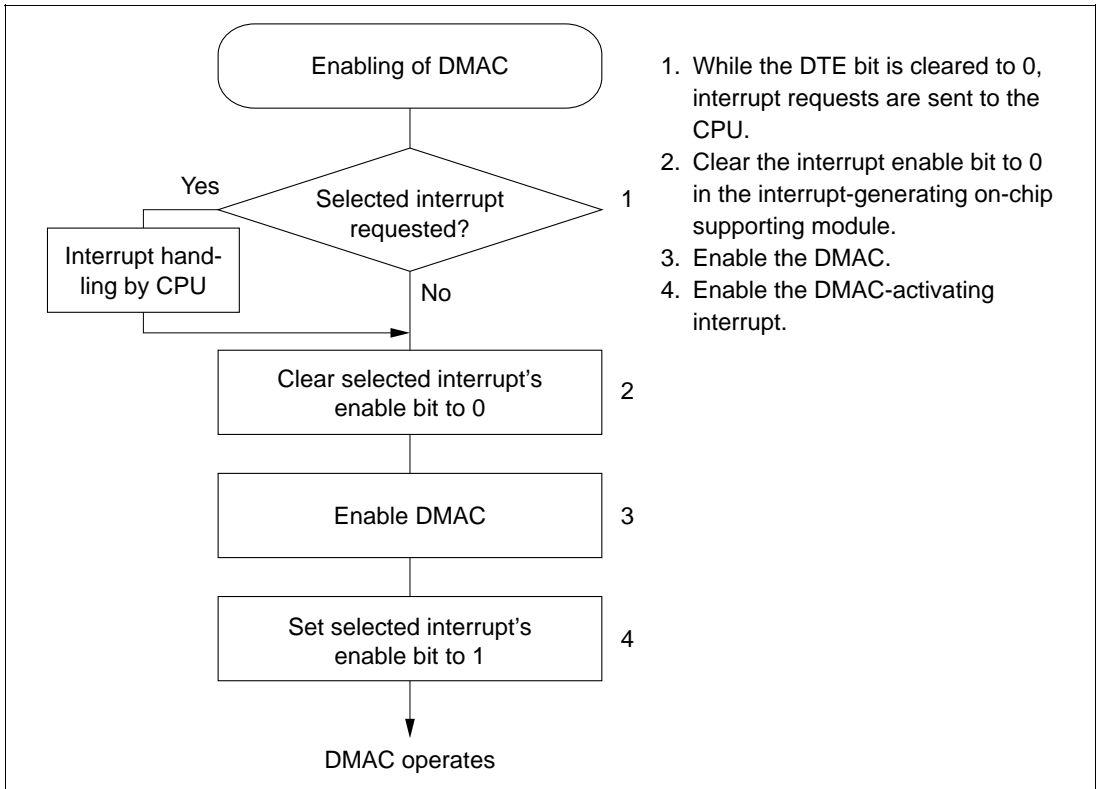 Enabling of DMAC
Yes
Selected interrupt
requested?
1
Interrupt hand-
ling by CPU
No
Clear selected interrupt's
enable bit to 0
2
Enable DMAC
3
Set selected interrupt's
enable bit to 1
4
DMAC operates
1. While the DTE bit is cleared to 0,
interrupt requests are sent to the
CPU.
2. Clear the interrupt enable bit to 0
in the interrupt-generating on-chip
supporting module.
3. Enable the DMAC.
4. Enable the DMAC-activating
interrupt.